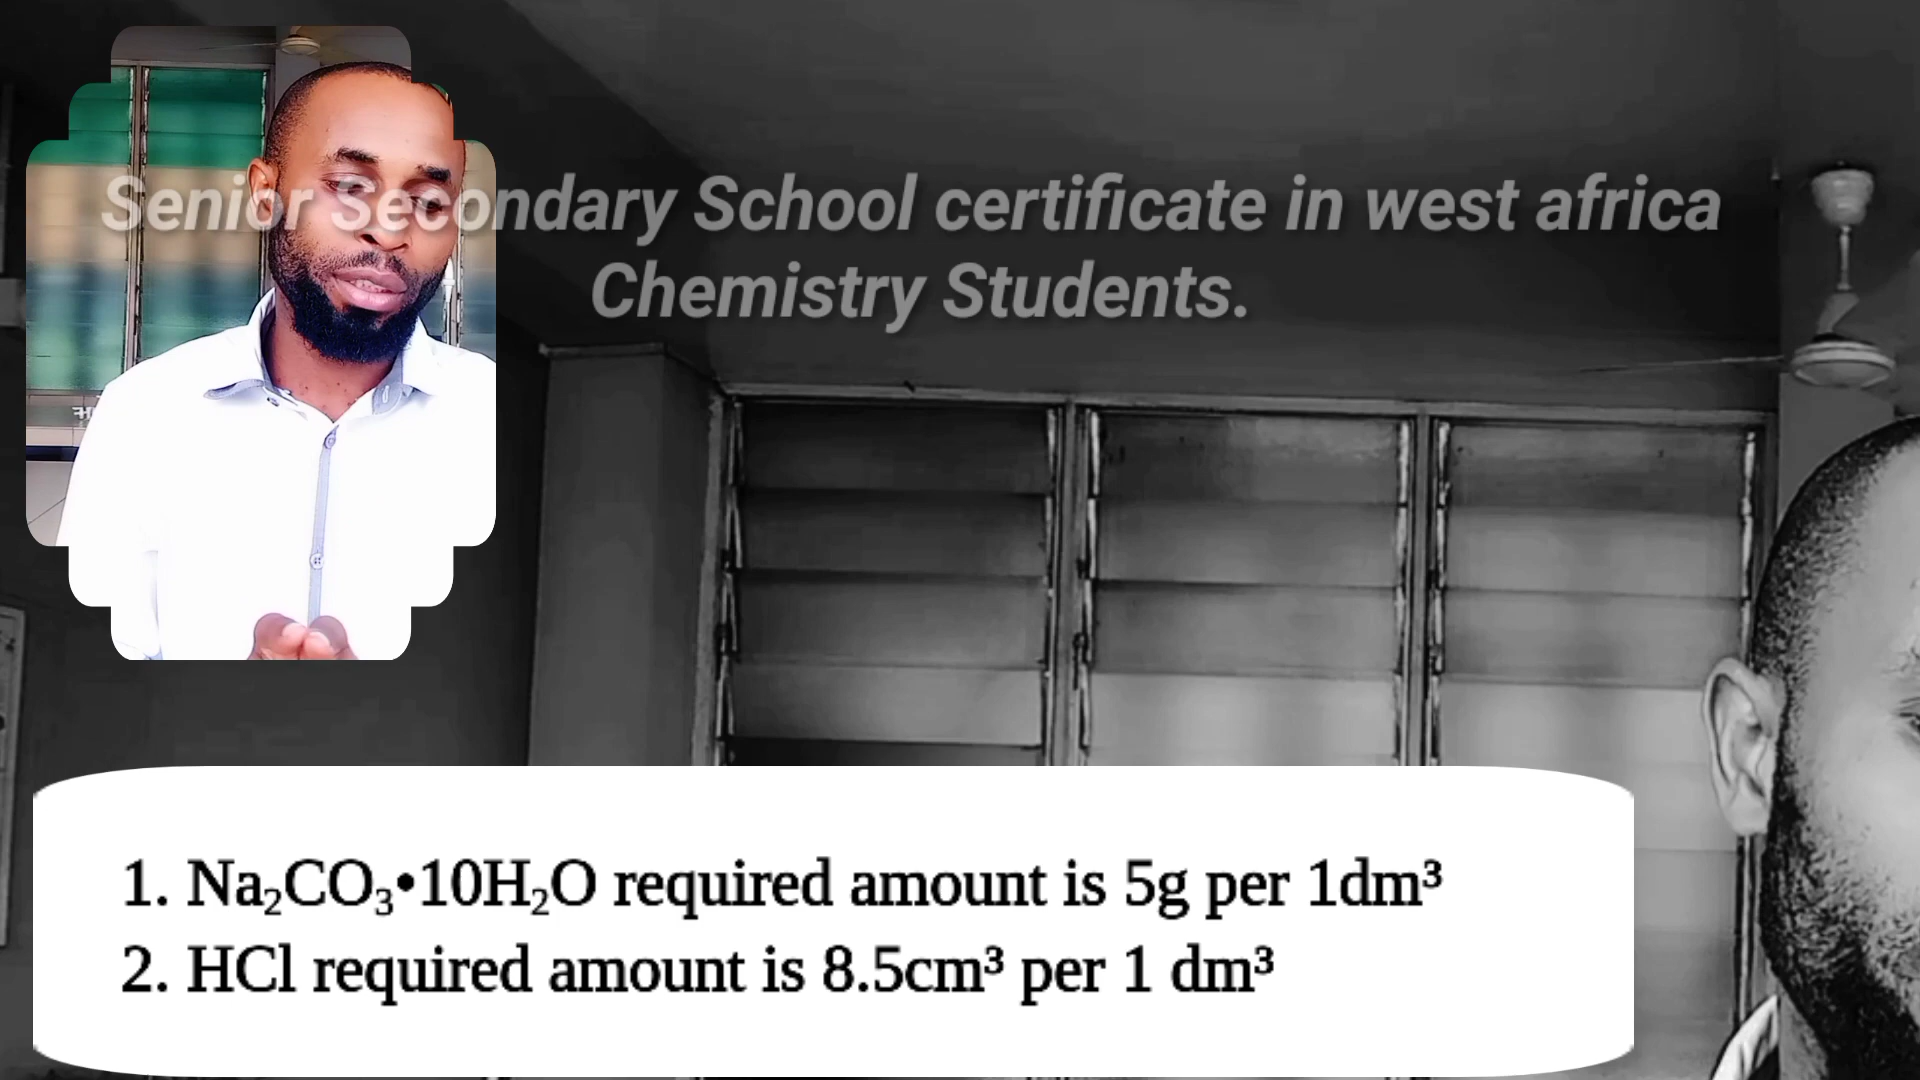 Senior Secondary School certificate in west africa
Chemistry Students.
1. Na₂CO₃•10H₂O required amount is 5g per 1dm³
2. HCl required amount is 8.5cm³ per 1 dm³